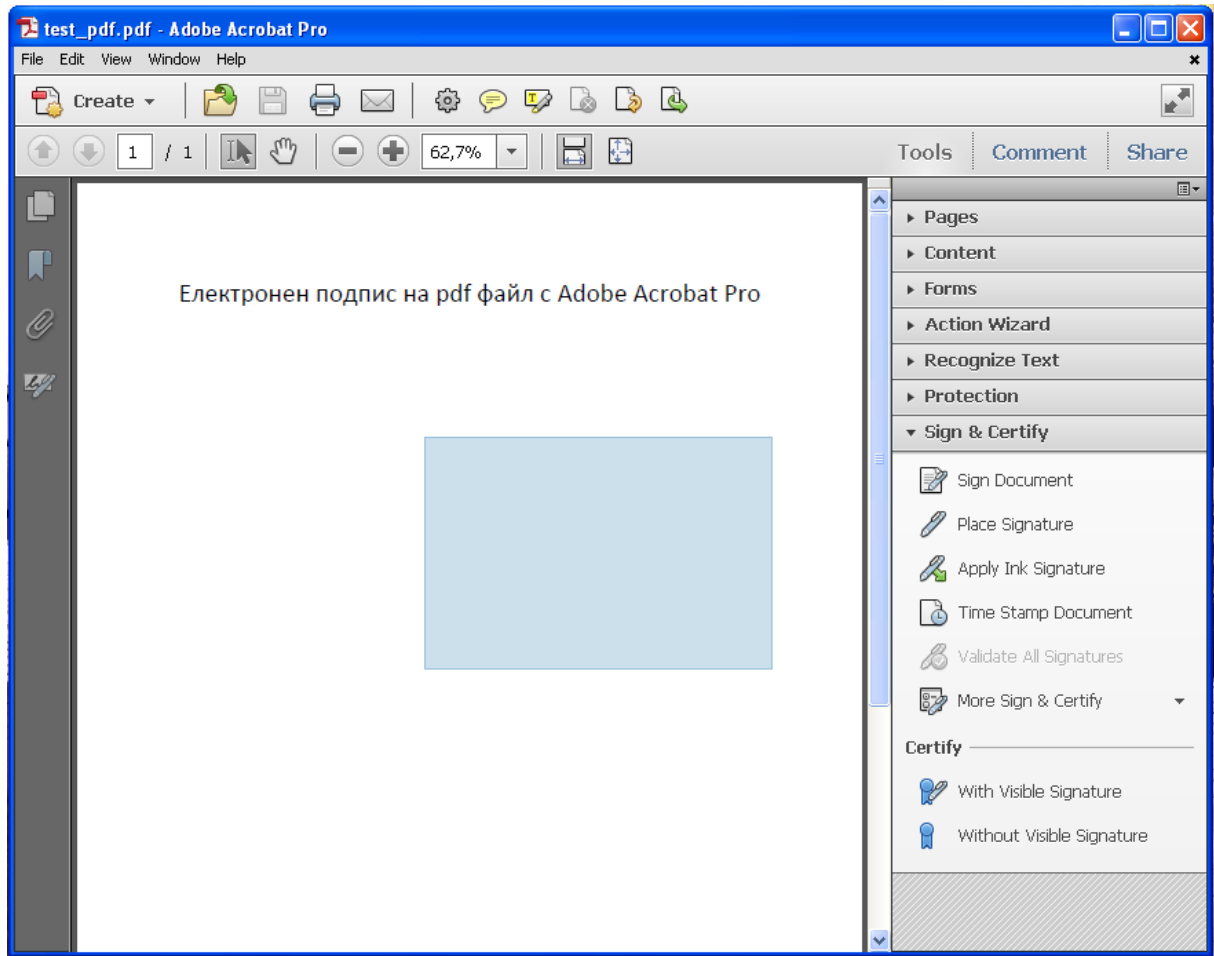 test_pdf.pdf - Adobe Acrobat Pro
File Edit View Window Help
Create
1 / 1 62,7% Tools Comment Share
Pages
Content
Forms
Action Wizard
Recognize Text
Protection
Sign & Certify
Sign Document
Place Signature
Apply Ink Signature
Time Stamp Document
Validate All Signatures
More Sign & Certify
Certify
With Visible Signature
Without Visible Signature
Електронен подпис на pdf файл с Adobe Acrobat Pro